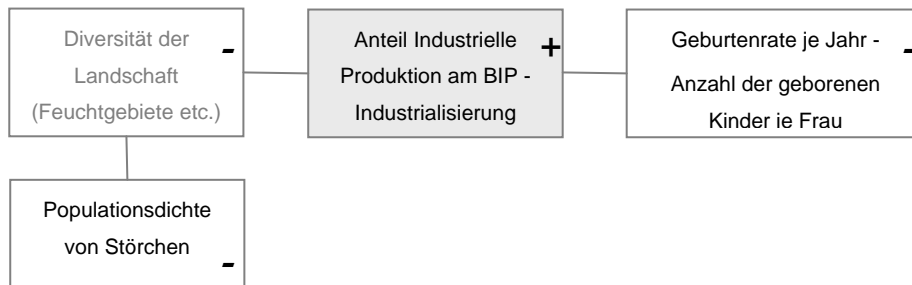 Diversität der -
Landschaft
(Feuchtgebiete etc.)
Anteil Industrielle +
Produktion am BIP -
Industrialisierung
Geburtenrate je Jahr - -
Anzahl der geborenen
Kinder ie Frau
Populationsdichte
von Störchen
-